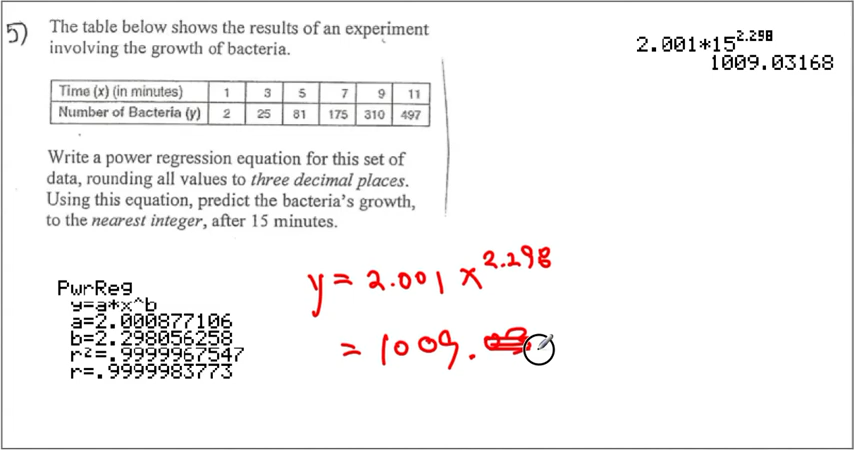 5)
The table below shows the results of an experiment
involving the growth of bacteria.
Time (x) (in minutes) 1 3 5 7 9 11
Number of Bacteria (y) 2 25 81 175 310 497
Write a power regression equation for this set of
data, rounding all values to three decimal places.
Using this equation, predict the bacteria's growth,
to the nearest integer, after 15 minutes.
2.001*15^2.298
1009.03168
PwrReg
y=a*x^b
a=2.000877106
b=2.298056258
r²=.9999967547
r=.9999983773
y = 2.001 x^2.298
= 1009.